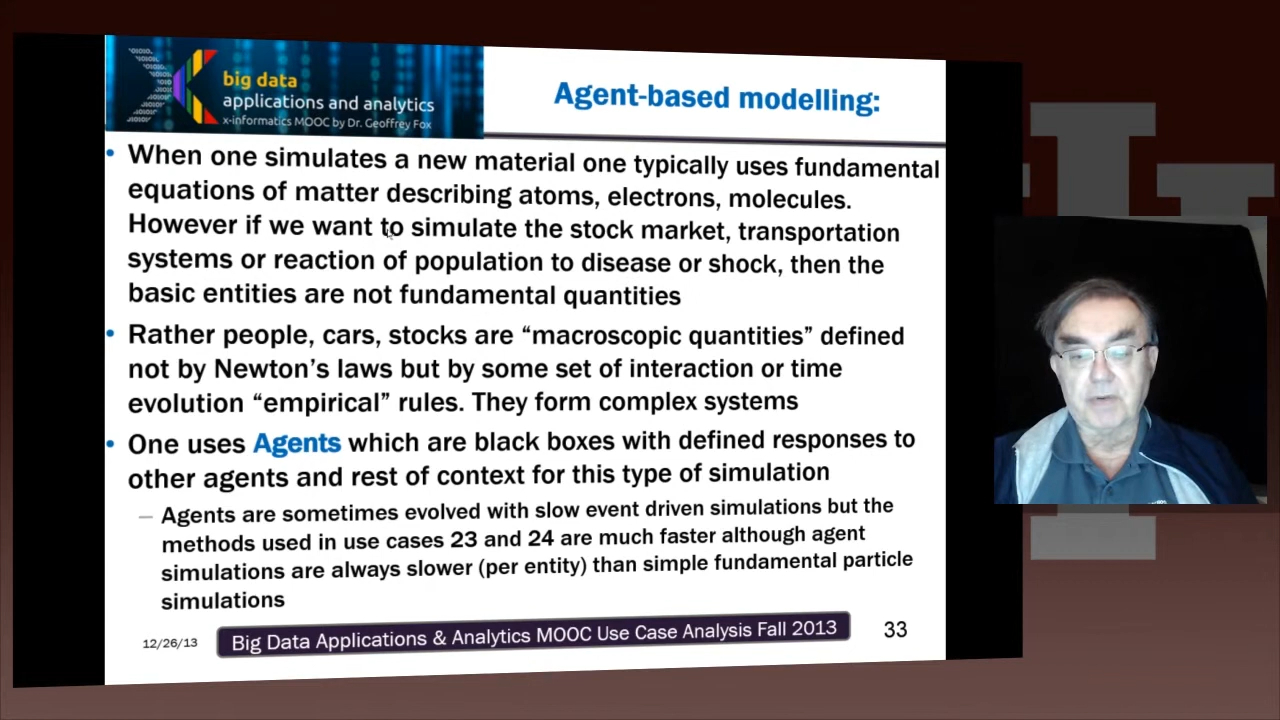 big data
applications and analytics
x-informatics MOOC by Dr. Geoffrey Fox
Agent-based modelling:
• When one simulates a new material one typically uses fundamental
equations of matter describing atoms, electrons, molecules.
However if we want to simulate the stock market, transportation
systems or reaction of population to disease or shock, then the
basic entities are not fundamental quantities
• Rather people, cars, stocks are “macroscopic quantities” defined
not by Newton’s laws but by some set of interaction or time
evolution “empirical” rules. They form complex systems
• One uses Agents which are black boxes with defined responses to
other agents and rest of context for this type of simulation
– Agents are sometimes evolved with slow event driven simulations but the
methods used in use cases 23 and 24 are much faster although agent
simulations are always slower (per entity) than simple fundamental particle
simulations
12/26/13
Big Data Applications & Analytics MOOC Use Case Analysis Fall 2013
33